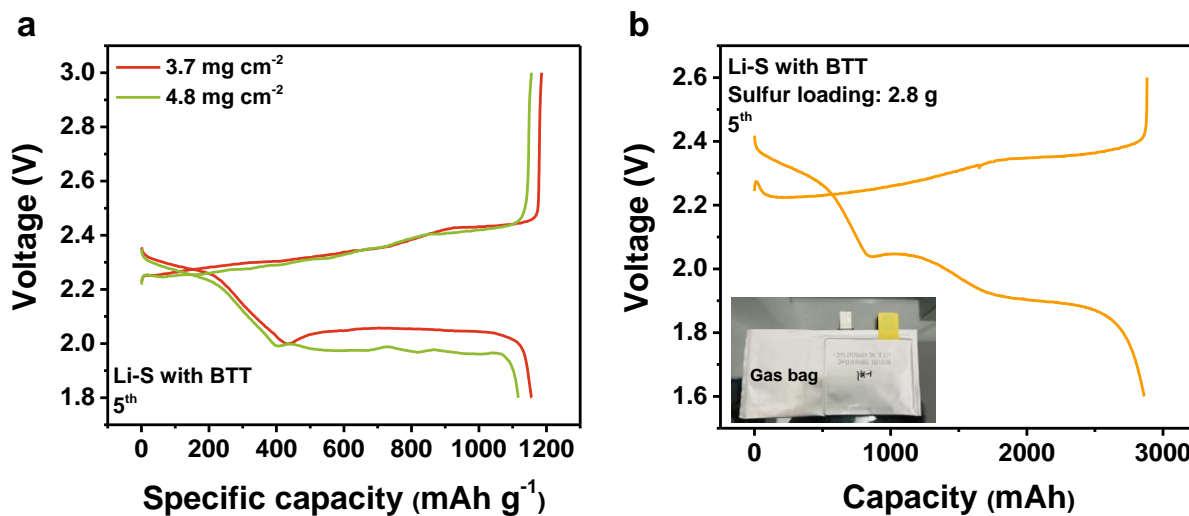 a
3.0
2.8
2.6
2.4
2.2
2.0
1.8
Voltage (V)
3.7 mg cm⁻²
4.8 mg cm⁻²
Li-S with BTT
5ᵗʰ
0 200 400 600 800 1000 1200
Specific capacity (mAh g⁻¹)
b
2.6
2.4
2.2
2.0
1.8
1.6
Voltage (V)
Li-S with BTT
Sulfur loading: 2.8 g
5ᵗʰ
Gas bag
0 1000 2000 3000
Capacity (mAh)